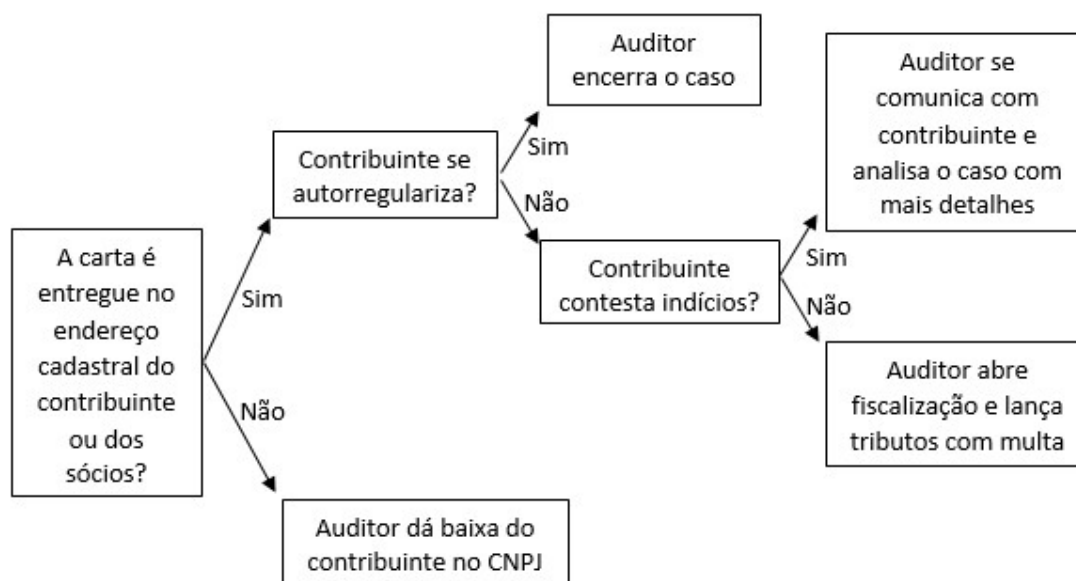 A carta é
entregue no
endereço
cadastral do
contribuinte
ou dos
sócios?
Sim
Não
Contribuinte se
autorregulariza?
Sim
Não
Auditor
encerra o caso
Contribuinte
contesta indícios?
Sim
Não
Auditor se
comunica com
contribuinte e
analisa o caso com
mais detalhes
Auditor abre
fiscalização e lança
tributos com multa
Auditor dá baixa do
contribuinte no CNPJ